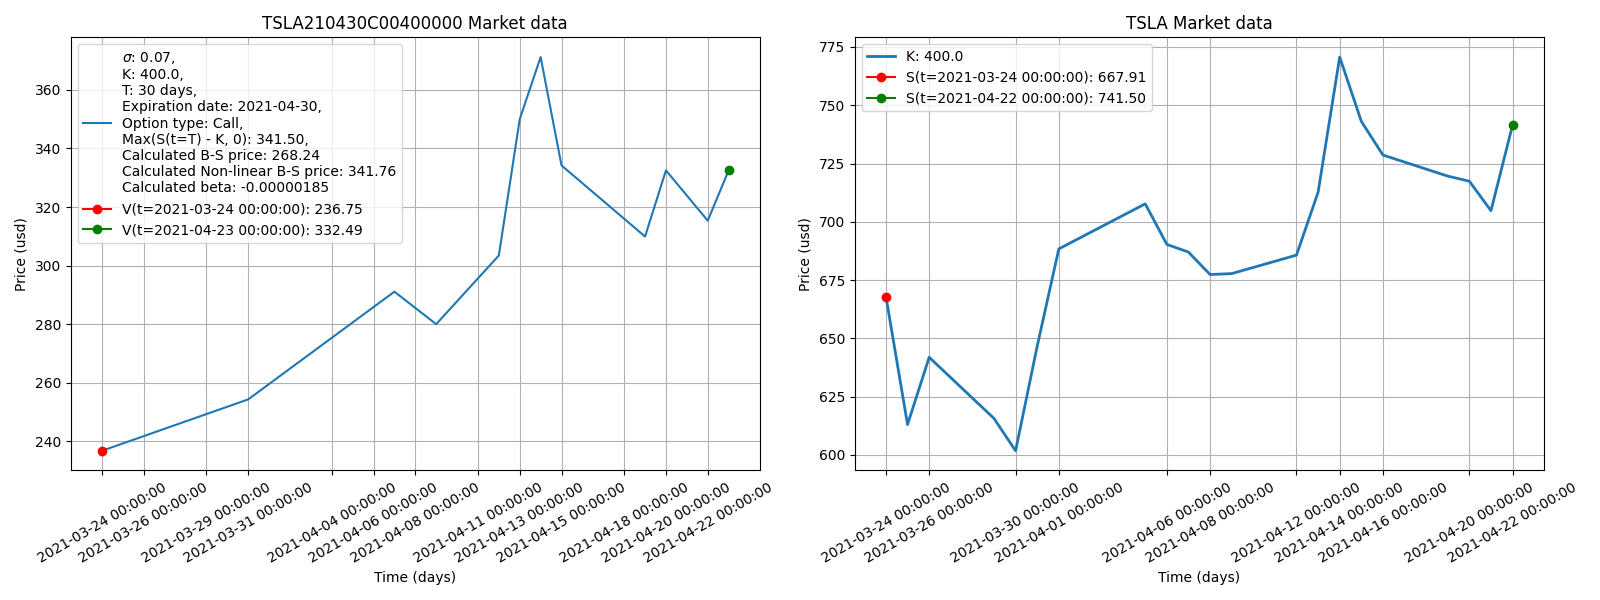 TSLA210430C00400000 Market data
σ: 0.07,
K: 400.0,
T: 30 days,
Expiration date: 2021-04-30,
Option type: Call,
Max(S(t=T) - K, 0): 341.50,
Calculated B-S price: 268.24
Calculated Non-linear B-S price: 341.76
Calculated beta: -0.00000185
V(t=2021-03-24 00:00:00): 236.75
V(t=2021-04-23 00:00:00): 332.49
Price (usd)
360
340
320
300
280
260
240
2021-03-24 00:00:00
2021-03-26 00:00:00
2021-03-29 00:00:00
2021-03-31 00:00:00
2021-04-04 00:00:00
2021-04-06 00:00:00
2021-04-08 00:00:00
2021-04-11 00:00:00
2021-04-13 00:00:00
2021-04-15 00:00:00
2021-04-18 00:00:00
2021-04-20 00:00:00
2021-04-22 00:00:00
Time (days)
TSLA Market data
K: 400.0
S(t=2021-03-24 00:00:00): 667.91
S(t=2021-04-22 00:00:00): 741.50
Price (usd)
775
750
725
700
675
650
625
600
2021-03-24 00:00:00
2021-03-26 00:00:00
2021-03-30 00:00:00
2021-04-01 00:00:00
2021-04-06 00:00:00
2021-04-08 00:00:00
2021-04-12 00:00:00
2021-04-14 00:00:00
2021-04-16 00:00:00
2021-04-20 00:00:00
2021-04-22 00:00:00
Time (days)